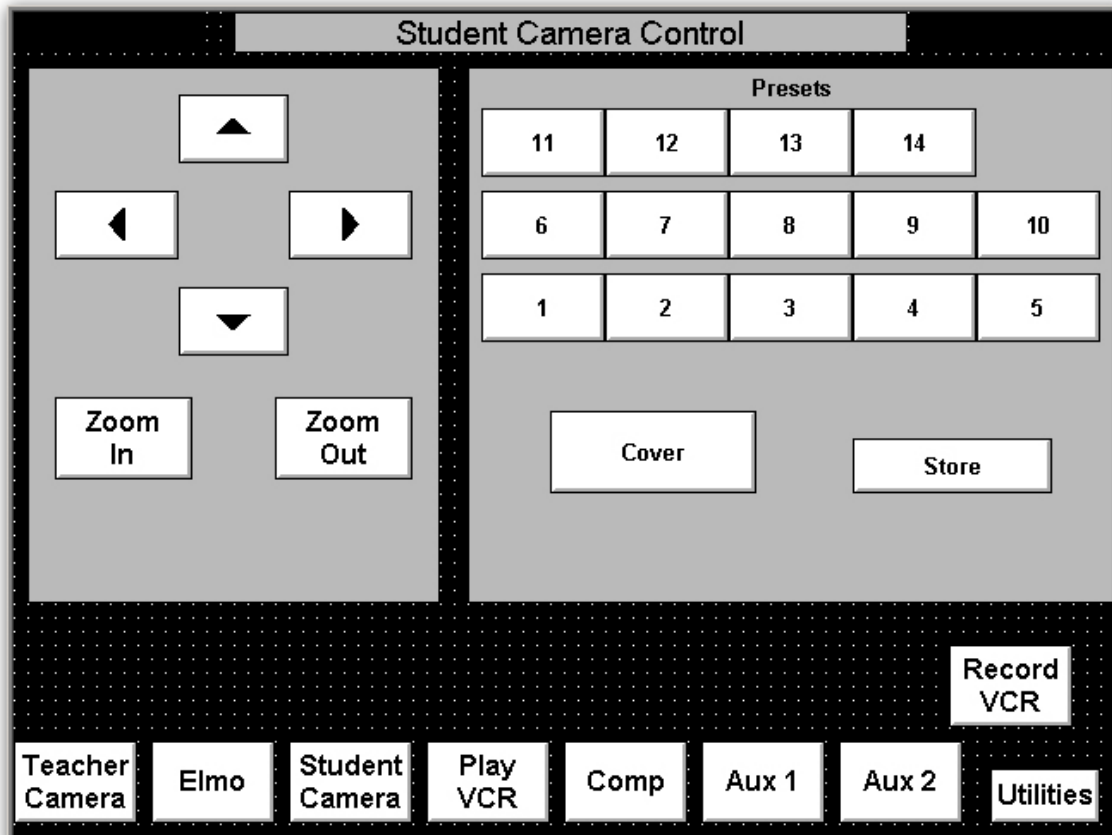 Student Camera Control
Presets
11 12 13 14
6 7 8 9 10
1 2 3 4 5
Zoom
In
Zoom
Out
Cover
Store
Record
VCR
Teacher
Camera
Elmo
Student
Camera
Play
VCR
Comp
Aux 1
Aux 2
Utilities